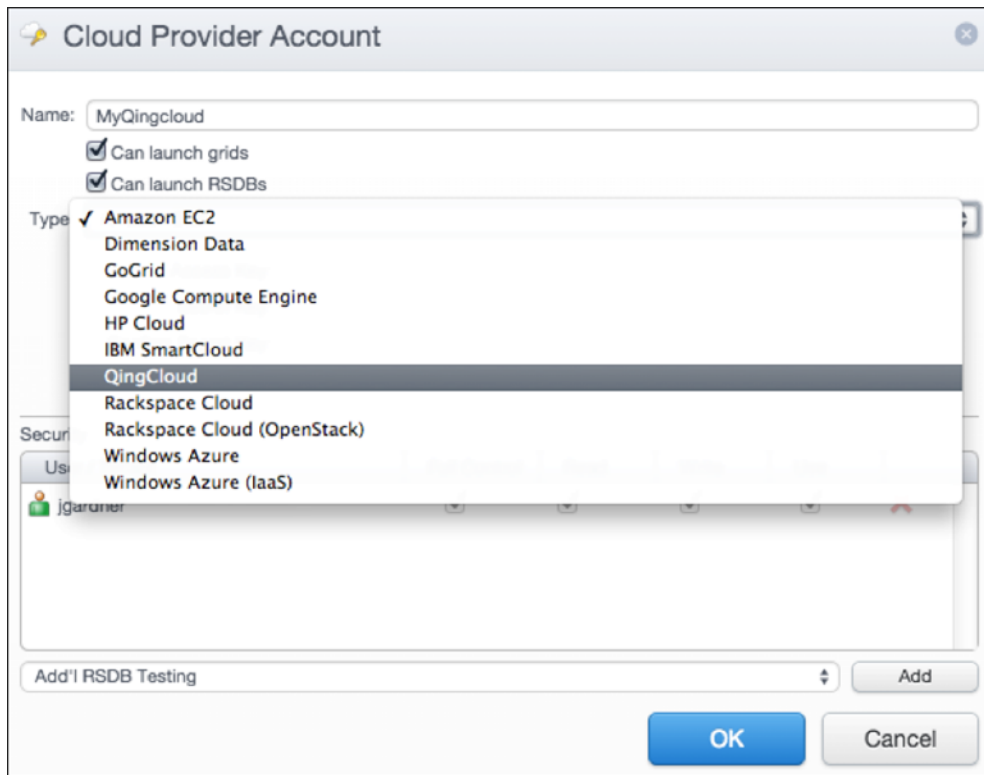 Cloud Provider Account
Name: MyQingcloud
Can launch grids
Can launch RSDBs
Type ✓ Amazon EC2
Dimension Data
GoGrid
Google Compute Engine
HP Cloud
IBM SmartCloud
QingCloud
Rackspace Cloud
Rackspace Cloud (OpenStack)
Windows Azure
Windows Azure (IaaS)
jgardner
Add'l RSDB Testing Add
OK Cancel